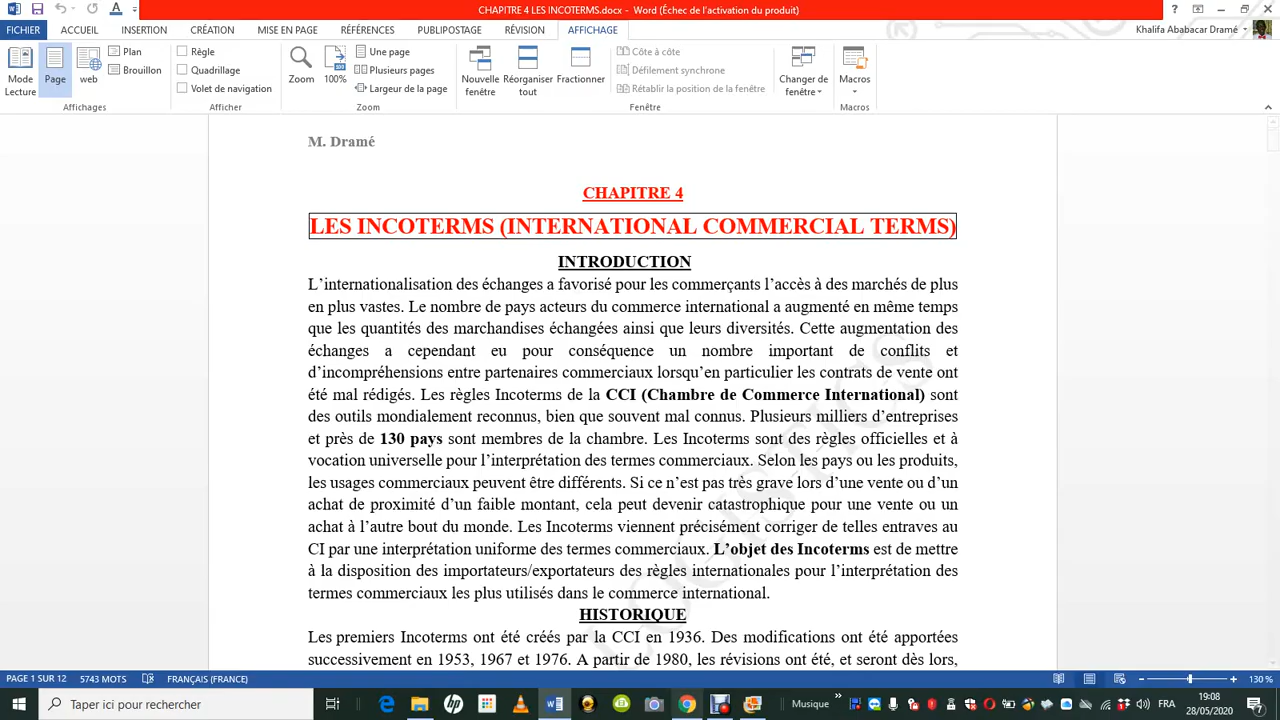 CHAPITRE 4 LES INCOTERMS.docx - Word (Échec de l'activation du produit)
FICHIER ACCUEIL INSERTION CRÉATION MISE EN PAGE RÉFÉRENCES PUBLIPOSTAGE RÉVISION AFFICHAGE Khalifa Ababacar Dramé
Mode Lecture
Page
web
Plan
Brouillon
Affichages
Règle
Quadrillage
Volet de navigation
Afficher
Zoom
100%
Une page
Plusieurs pages
Largeur de la page
Zoom
Nouvelle fenêtre
Réorganiser tout
Fractionner
Côte à côte
Défilement synchrone
Rétablir la position de la fenêtre
Changer de fenêtre
Fenêtre
Macros
Macros
M. Dramé
CHAPITRE 4
LES INCOTERMS (INTERNATIONAL COMMERCIAL TERMS)
INTRODUCTION
L’internationalisation des échanges a favorisé pour les commerçants l’accès à des marchés de plus
en plus vastes. Le nombre de pays acteurs du commerce international a augmenté en même temps
que les quantités des marchandises échangées ainsi que leurs diversités. Cette augmentation des
échanges a cependant eu pour conséquence un nombre important de conflits et
d’incompréhensions entre partenaires commerciaux lorsqu’en particulier les contrats de vente ont
été mal rédigés. Les règles Incoterms de la CCI (Chambre de Commerce International) sont
des outils mondialement reconnus, bien que souvent mal connus. Plusieurs milliers d’entreprises
et près de 130 pays sont membres de la chambre. Les Incoterms sont des règles officielles et à
vocation universelle pour l’interprétation des termes commerciaux. Selon les pays ou les produits,
les usages commerciaux peuvent être différents. Si ce n’est pas très grave lors d’une vente ou d’un
achat de proximité d’un faible montant, cela peut devenir catastrophique pour une vente ou un
achat à l’autre bout du monde. Les Incoterms viennent précisément corriger de telles entraves au
CI par une interprétation uniforme des termes commerciaux. L’objet des Incoterms est de mettre
à la disposition des importateurs/exportateurs des règles internationales pour l’interprétation des
termes commerciaux les plus utilisés dans le commerce international.
HISTORIQUE
Les premiers Incoterms ont été créés par la CCI en 1936. Des modifications ont été apportées
successivement en 1953, 1967 et 1976. A partir de 1980, les révisions ont été, et seront dès lors,
PAGE 1 SUR 12 5743 MOTS FRANÇAIS (FRANCE) 130 %
Taper ici pour rechercher
Musique
FRA
19:08
28/05/2020